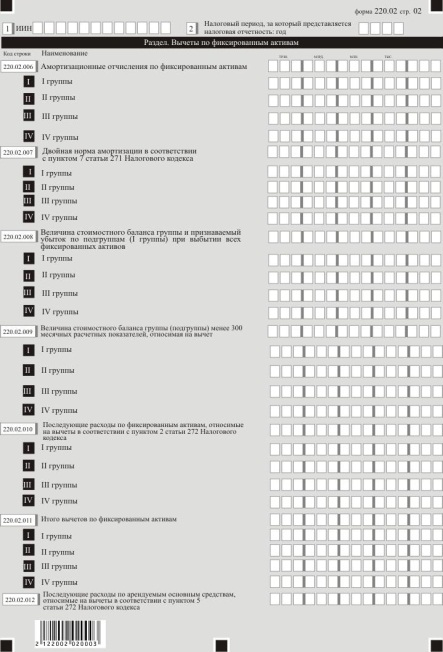 форма 220.02 стр. 02
1 ИИН
2 Налоговый период, за который представляется
налоговая отчетность: год
Раздел. Вычеты по фиксированным активам
Код строки Наименование
220.02.006 Амортизационные отчисления по фиксированным активам
I I группы
II II группы
III III группы
IV IV группы
220.02.007 Двойная норма амортизации в соответствии
с пунктом 7 статьи 271 Налогового кодекса
I I группы
II II группы
III III группы
IV IV группы
220.02.008 Величина стоимостного баланса группы и признаваемый
убыток по подгруппам (I группы) при выбытии всех
фиксированных активов
I I группы
II II группы
III III группы
IV IV группы
220.02.009 Величина стоимостного баланса группы (подгруппы) менее 300
месячных расчетных показателей, относимая на вычет
I I группы
II II группы
III III группы
IV IV группы
220.02.010 Последующие расходы по фиксированным активам, относимые
на вычеты в соответствии с пунктом 2 статьи 272 Налогового
кодекса
I I группы
II II группы
III III группы
IV IV группы
220.02.011 Итого вычетов по фиксированным активам
I I группы
II II группы
III III группы
IV IV группы
220.02.012 Последующие расходы по арендуемым основным средствам,
относимые на вычеты в соответствии с пунктом 5
статьи 272 Налогового кодекса
2 122002 020003